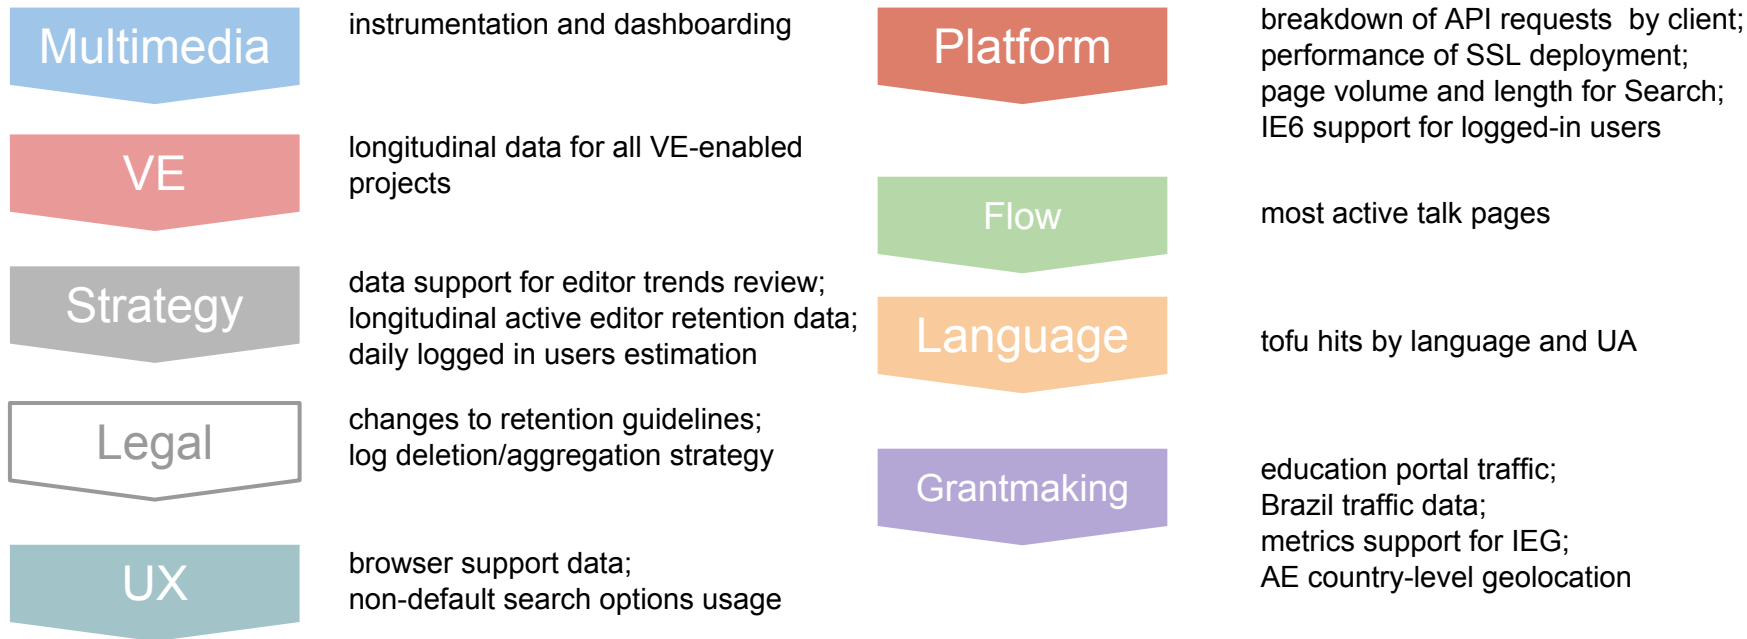 Multimedia
instrumentation and dashboarding
VE
longitudinal data for all VE-enabled
projects
Strategy
data support for editor trends review;
longitudinal active editor retention data;
daily logged in users estimation
Legal
changes to retention guidelines;
log deletion/aggregation strategy
UX
browser support data;
non-default search options usage
Platform
breakdown of API requests by client;
performance of SSL deployment;
page volume and length for Search;
IE6 support for logged-in users
Flow
most active talk pages
Language
tofu hits by language and UA
Grantmaking
education portal traffic;
Brazil traffic data;
metrics support for IEG;
AE country-level geolocation